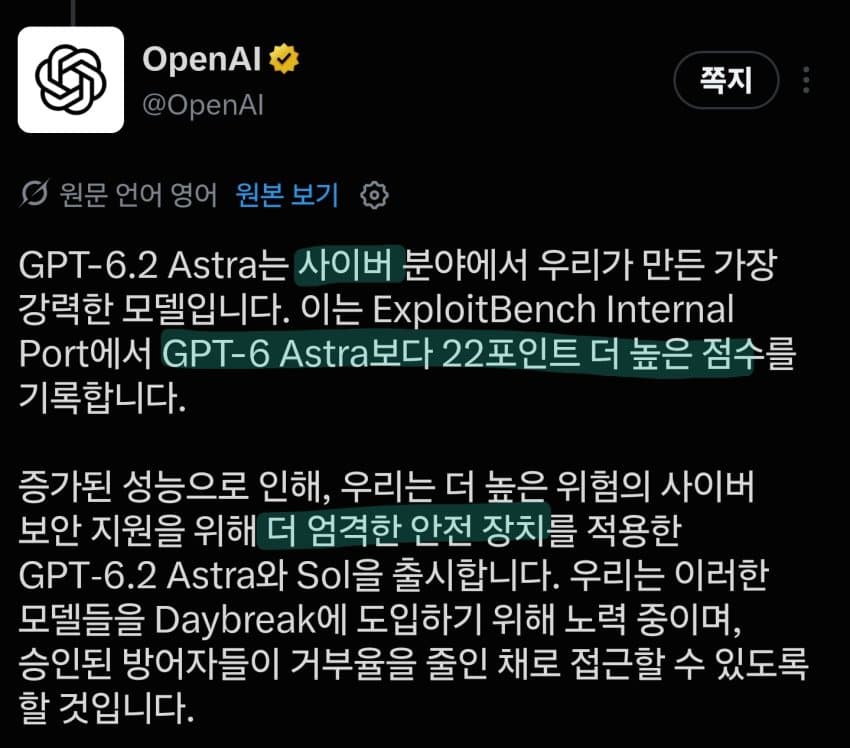 OpenAI
@OpenAI
쪽지
원문 언어 영어 원본 보기
GPT-6.2 Astra는 사이버 분야에서 우리가 만든 가장
강력한 모델입니다. 이는 ExploitBench Internal
Port에서 GPT-6 Astra보다 22포인트 더 높은 점수를
기록합니다.
증가된 성능으로 인해, 우리는 더 높은 위험의 사이버
보안 지원을 위해 더 엄격한 안전 장치를 적용한
GPT-6.2 Astra와 Sol을 출시합니다. 우리는 이러한
모델들을 Daybreak에 도입하기 위해 노력 중이며,
승인된 방어자들이 거부율을 줄인 채로 접근할 수 있도록
할 것입니다.